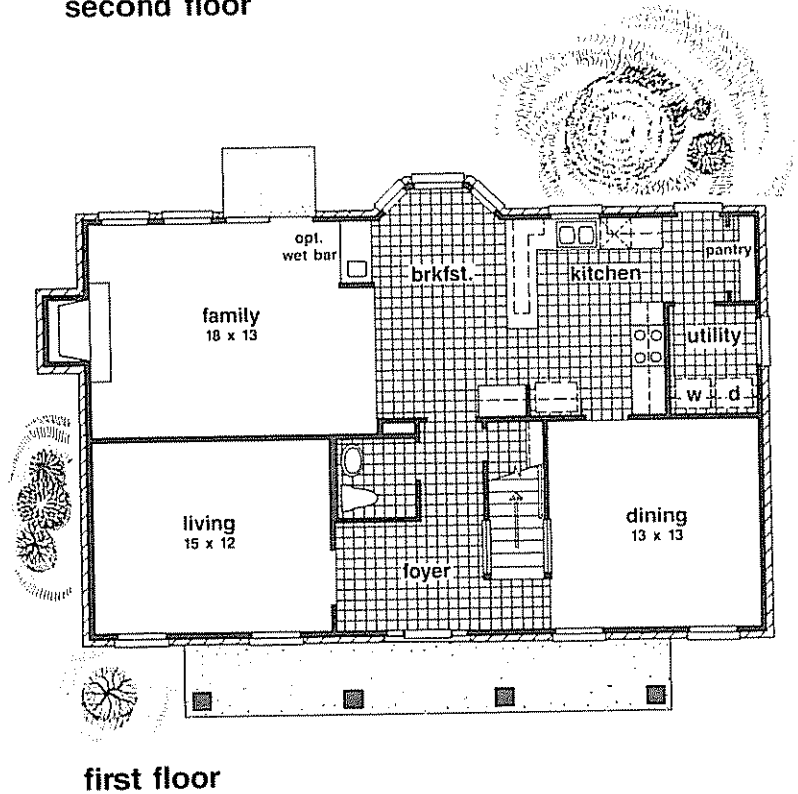 second floor
opt.
wet bar
brkfst.
kitchen
pantry
family
18 x 13
utility
w d
living
15 x 12
dining
13 x 13
foyer
first floor